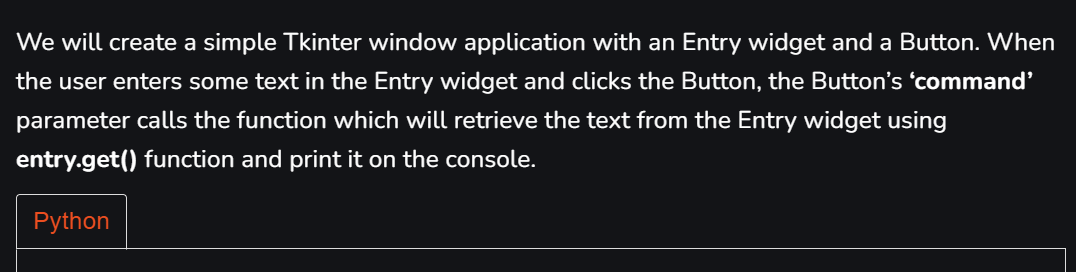 We will create a simple Tkinter window application with an Entry widget and a Button. When
the user enters some text in the Entry widget and clicks the Button, the Button’s ‘command’
parameter calls the function which will retrieve the text from the Entry widget using
entry.get() function and print it on the console.
Python